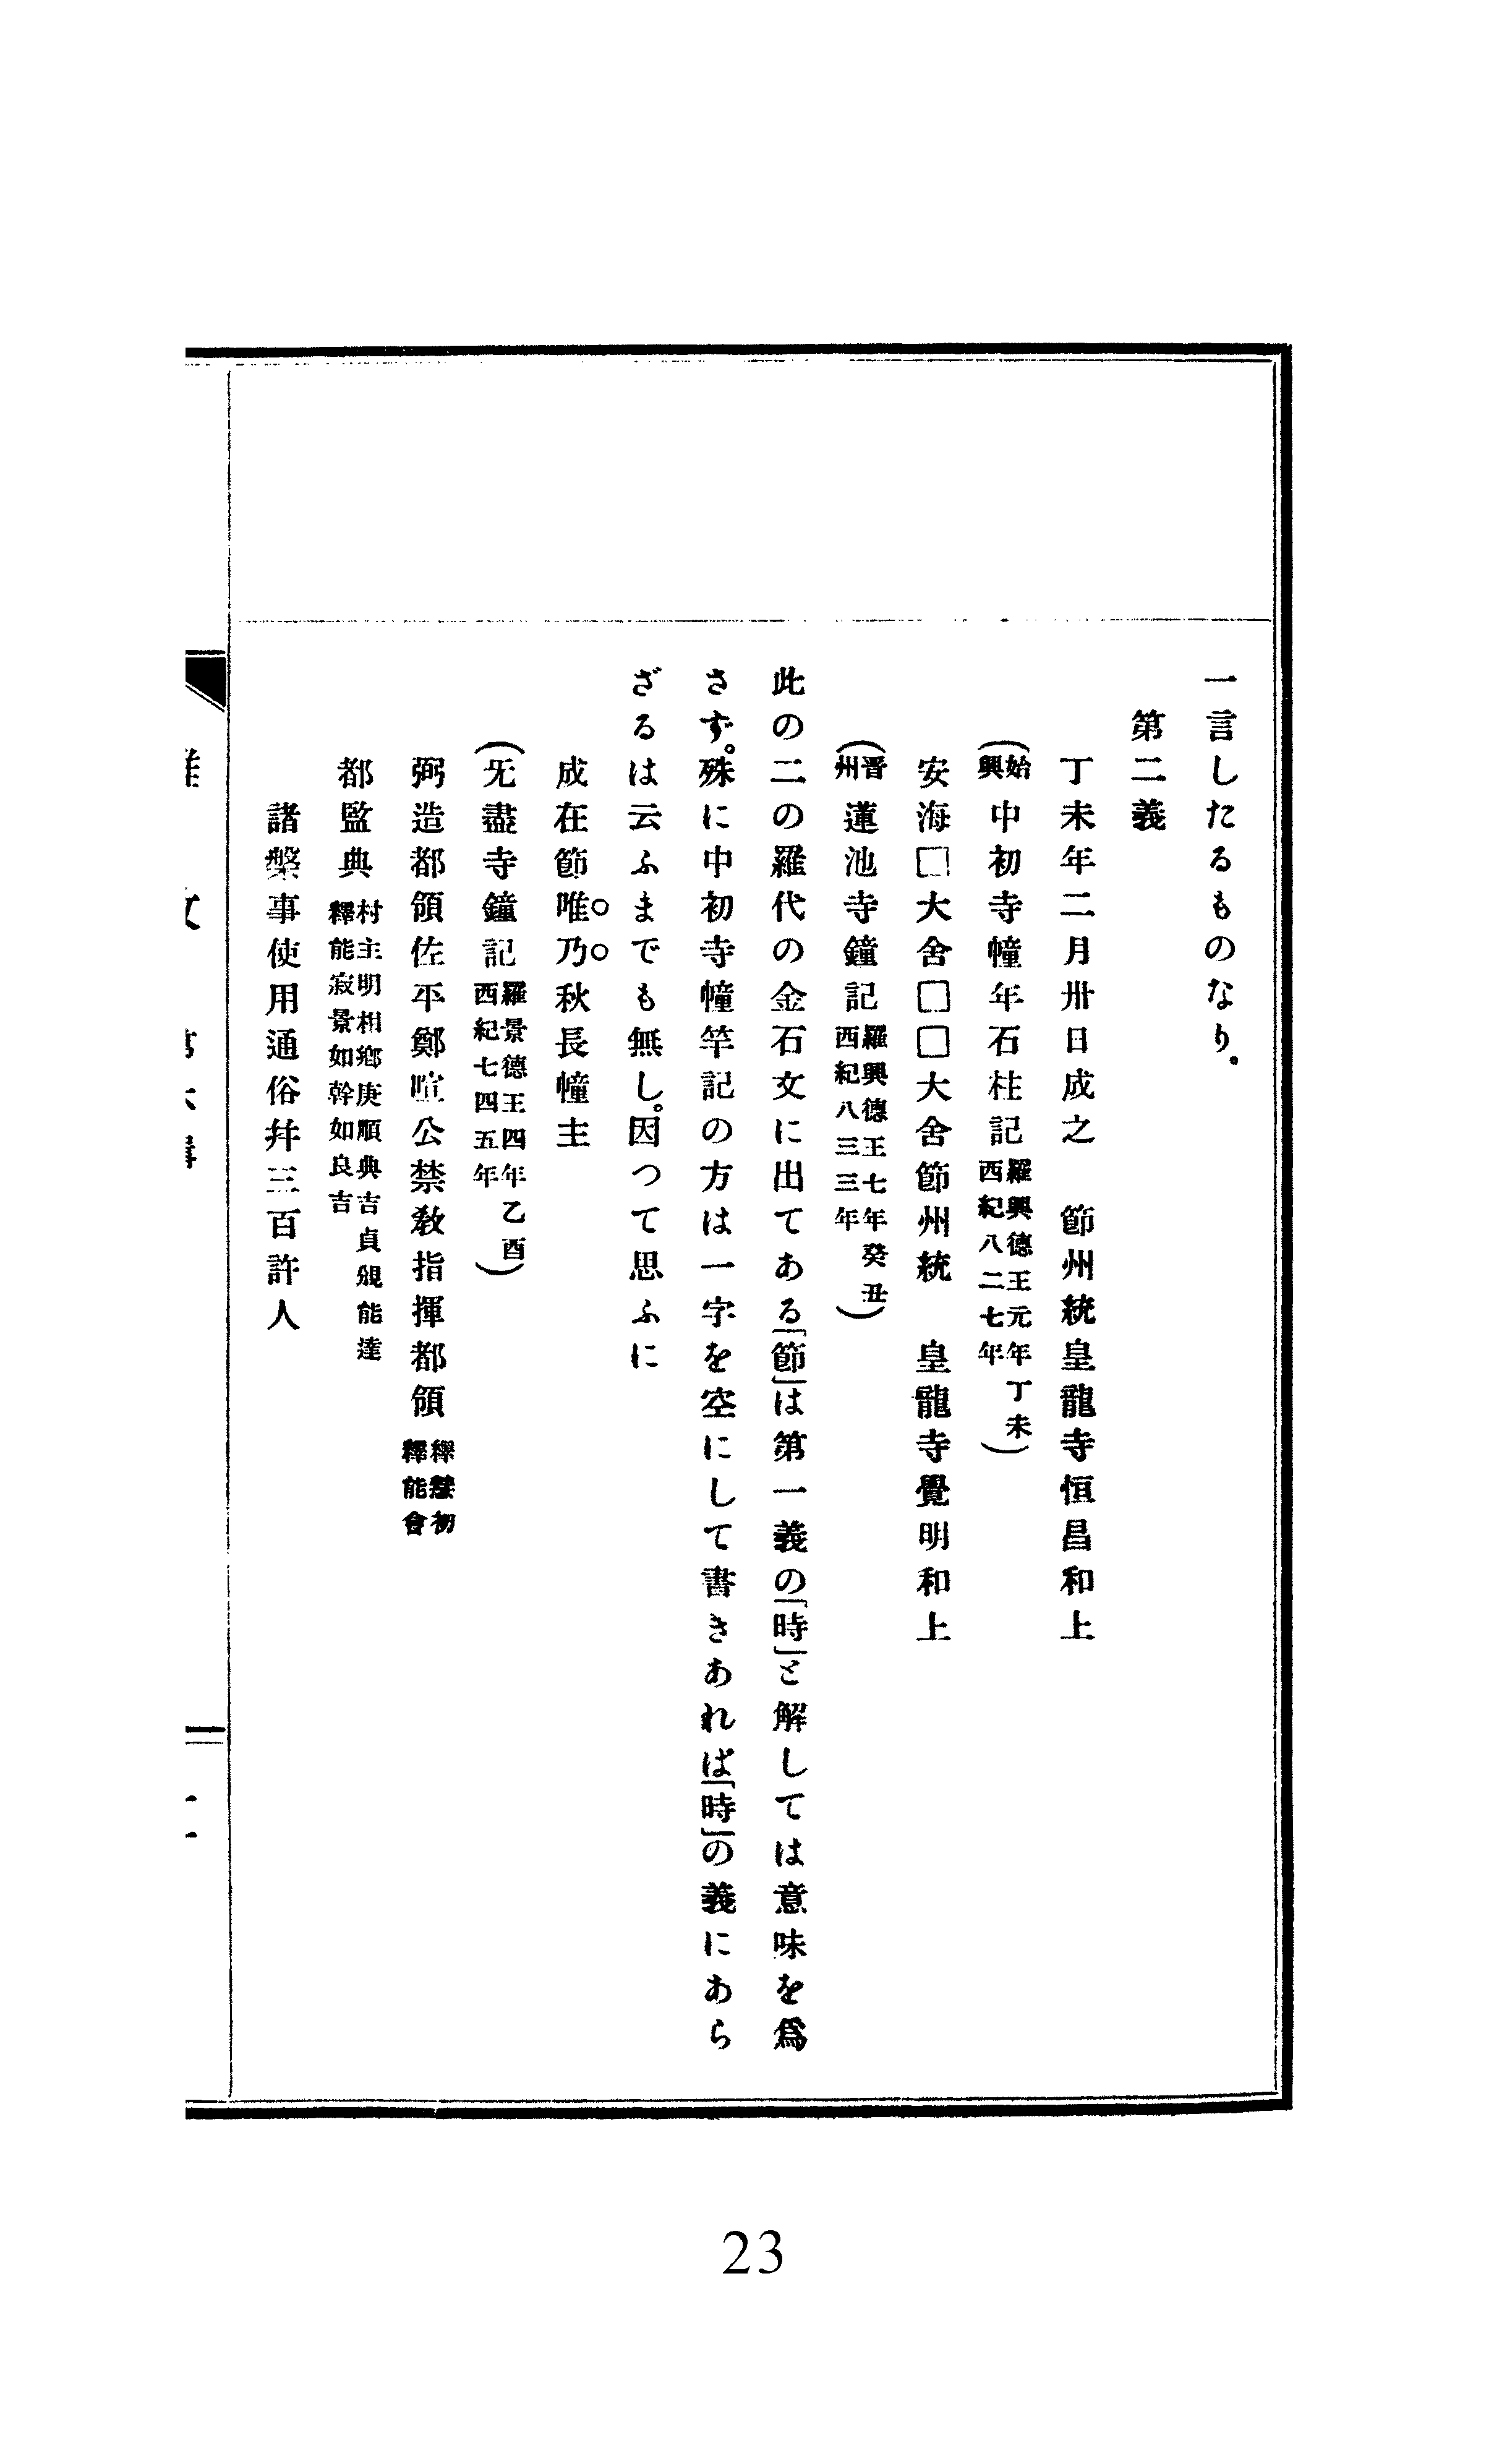 一言したるものなり。
第二義
丁未年二月卅日成之　節州統皇龍寺恒昌和上
(始興中初寺幢年石柱記羅興德王元年丁未西紀八二七年)
安海□大舍□□大舍節州統　皇龍寺覺明和上
(晋州蓮池寺鐘記羅興德王七年癸丑西紀八三三年)
此の二の羅代の金石文に出てある「節」は第一義の「時」と解しては意味を爲
さず。殊に中初寺幢竿記の方は一字を空にして書きあれば「時」の義にあら
ざるは云ふまでも無し。因つて思ふに
成在節唯乃秋長幢主
(无盡寺鐘記羅景德王四年乙酉西紀七四五年)
弼造都領佐平鄭喧公禁敎指揮都領釋慧初釋能會
都監典村主明相鄕庚順典吉貞能達釋能寂景如幹如良吉
諸槃事使用通俗幷三百許人
23